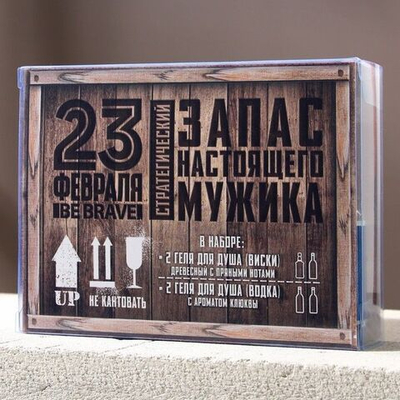 23
ФЕВРАЛЯ
BE BRAVE
СТРАТЕГИЧЕСКИЙ
ЗАПАС
НАСТОЯЩЕГО
МУЖИКА
UP
НЕ КАНТОВАТЬ
В НАБОРЕ:
• 2 ГЕЛЯ ДЛЯ ДУША (ВИСКИ)
ДРЕВЕСНЫЙ С ПРЯНЫМИ НОТАМИ
• 2 ГЕЛЯ ДЛЯ ДУША (ВОДКА)
С АРОМАТОМ КЛЮКВЫ